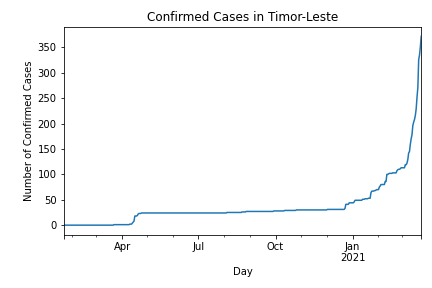 Confirmed Cases in Timor-Leste
Number of Confirmed Cases
350
300
250
200
150
100
50
0
Apr
Jul
Oct
Jan
2021
Day